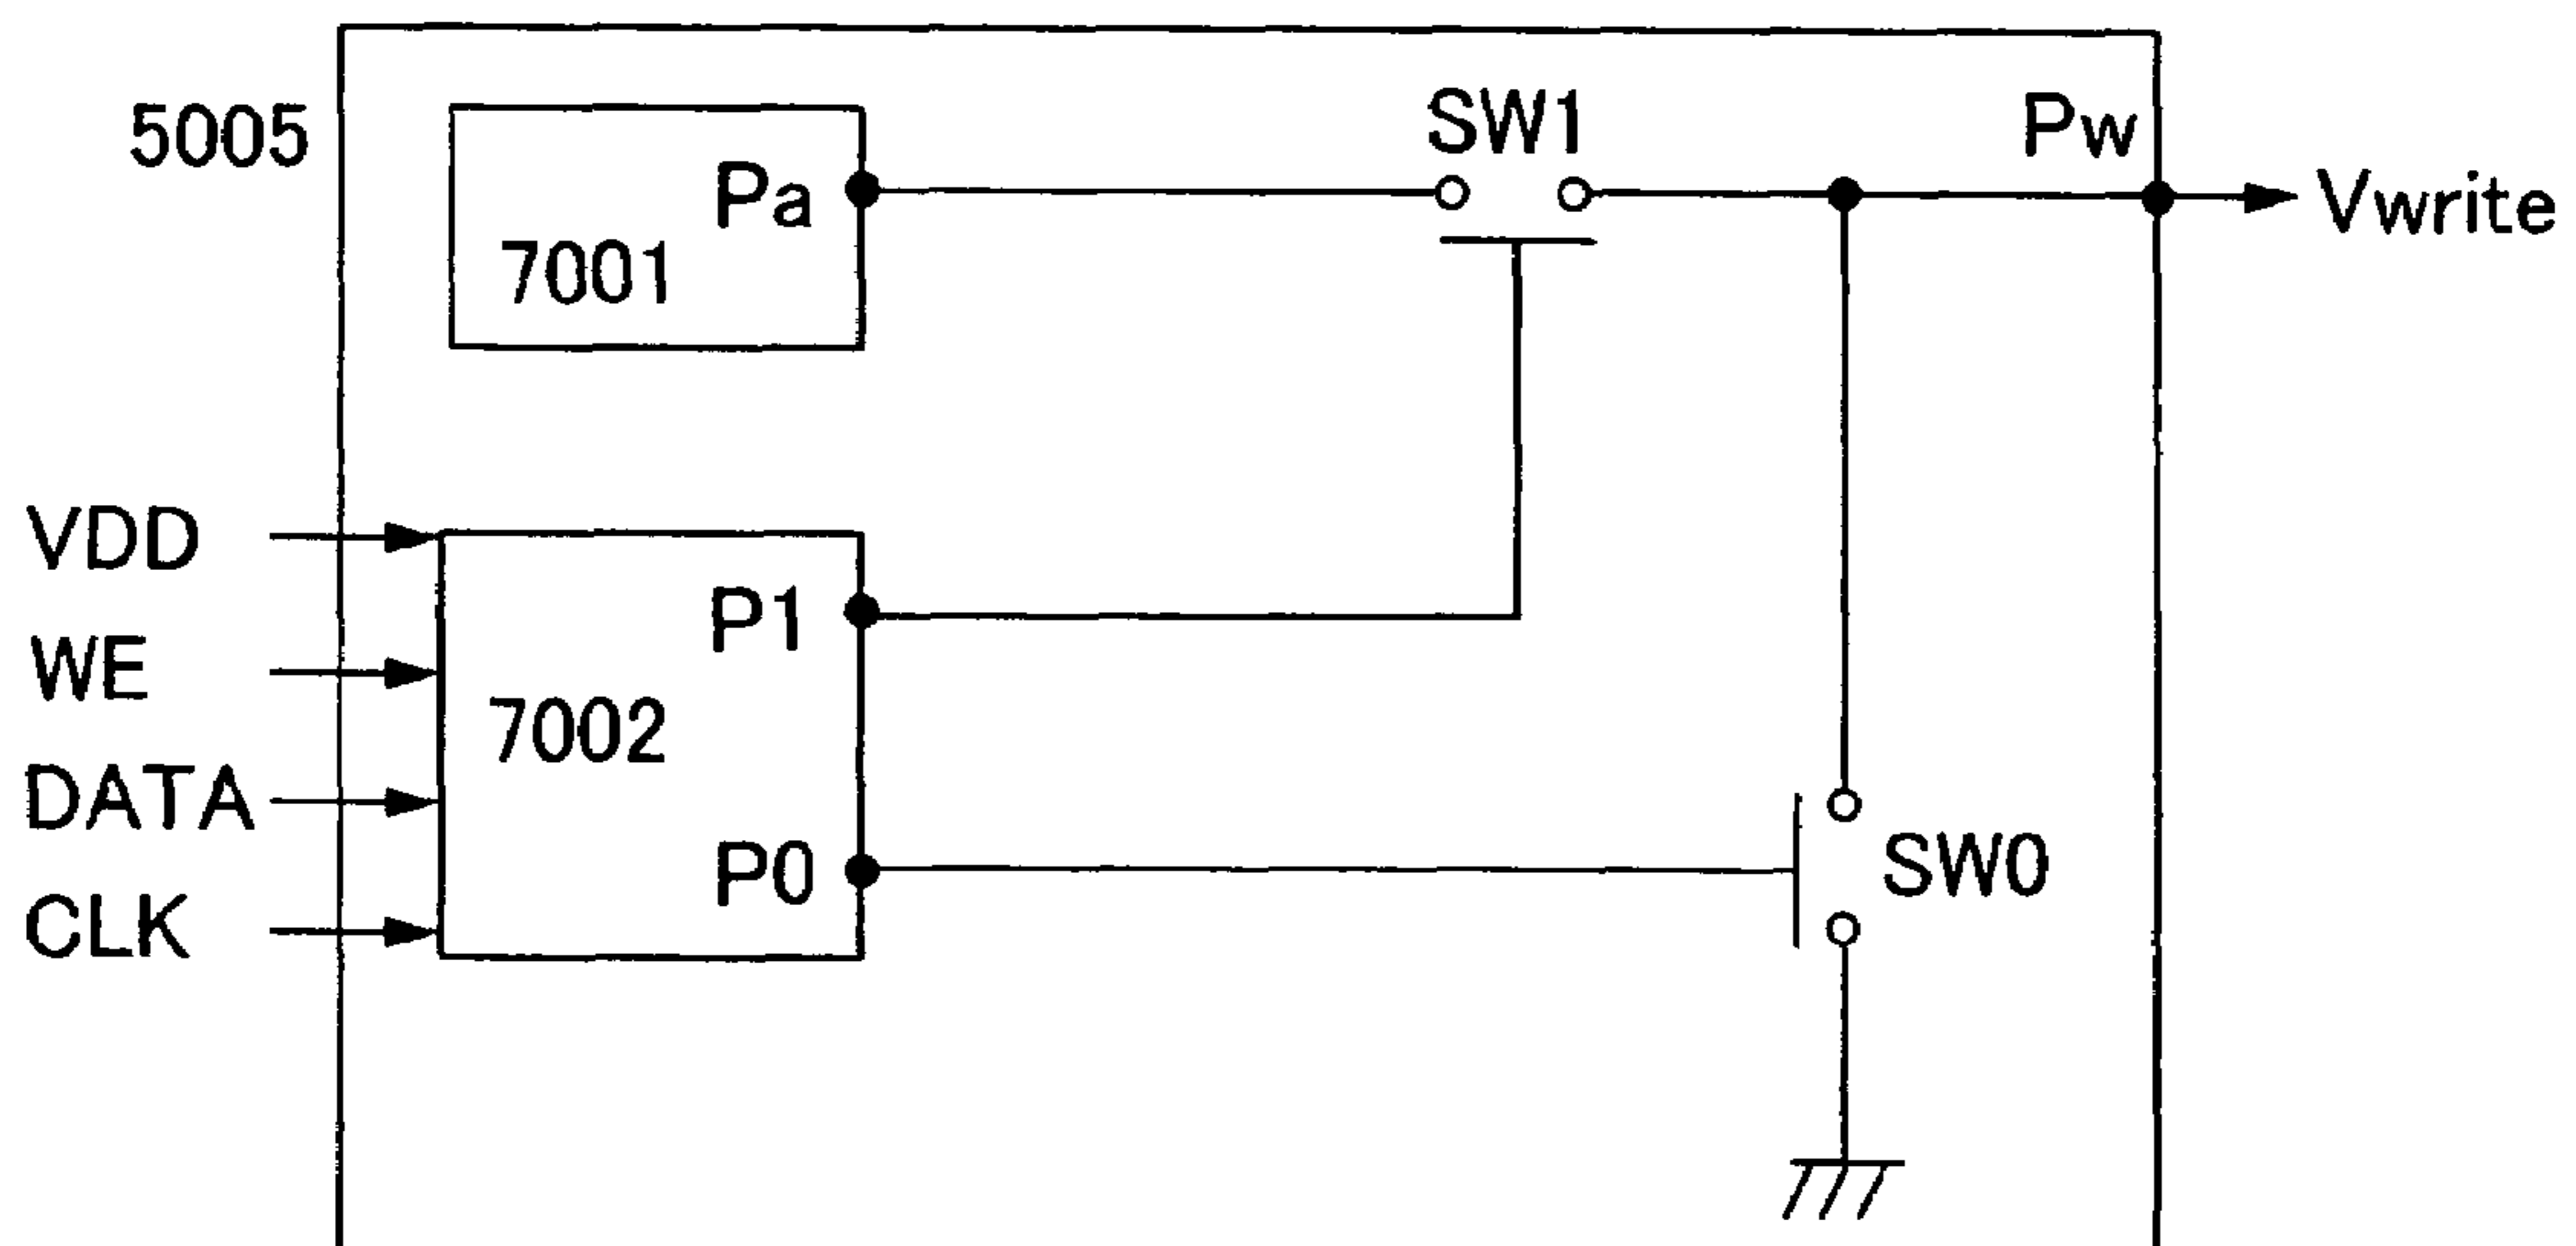 5005
Pa
7001
SW1
Pw
Vwrite
VDD
WE
DATA
CLK
P1
7002
P0
SW0